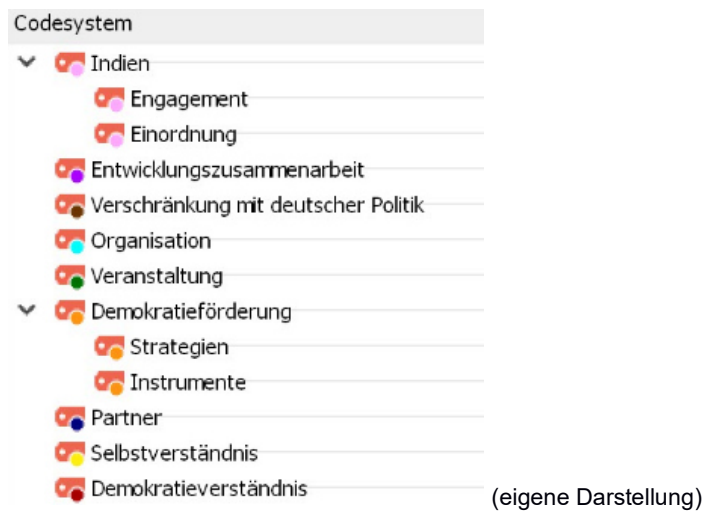 Codesystem
Indien
Engagement
Einordnung
Entwicklungszusammenarbeit
Verschränkung mit deutscher Politik
Organisation
Veranstaltung
Demokratieförderung
Strategien
Instrumente
Partner
Selbstverständnis
Demokratieverständnis (eigene Darstellung)